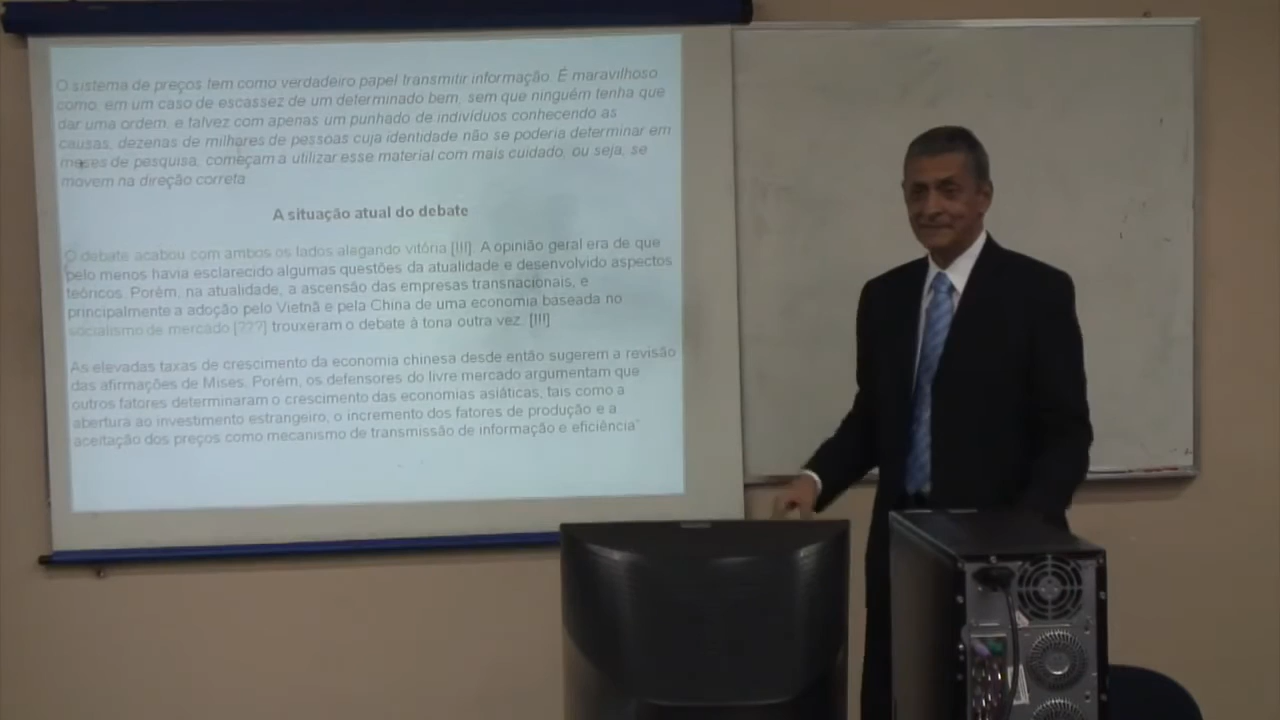 O sistema de preços tem como verdadeiro papel transmitir informação. É maravilhoso
como, em um caso de escassez de um determinado bem, sem que ninguém tenha que
dar uma ordem, e talvez com apenas um punhado de indivíduos conhecendo as
causas, dezenas de milhares de pessoas cuja identidade não se poderia determinar em
meses de pesquisa, começam a utilizar esse material com mais cuidado, ou seja, se
movem na direção correta
A situação atual do debate
O debate acabou com ambos os lados alegando vitória [III]. A opinião geral era de que
pelo menos havia esclarecido algumas questões da atualidade e desenvolvido aspectos
teóricos. Porém, na atualidade, a ascensão das empresas transnacionais, e
principalmente a adoção pelo Vietnã e pela China de uma economia baseada no
socialismo de mercado [???] trouxeram o debate à tona outra vez. [III]
As elevadas taxas de crescimento da economia chinesa desde então sugerem a revisão
das afirmações de Mises. Porém, os defensores do livre mercado argumentam que
outros fatores determinaram o crescimento das economias asiáticas, tais como a
abertura ao investimento estrangeiro, o incremento dos fatores de produção e a
aceitação dos preços como mecanismo de transmissão de informação e eficiência”